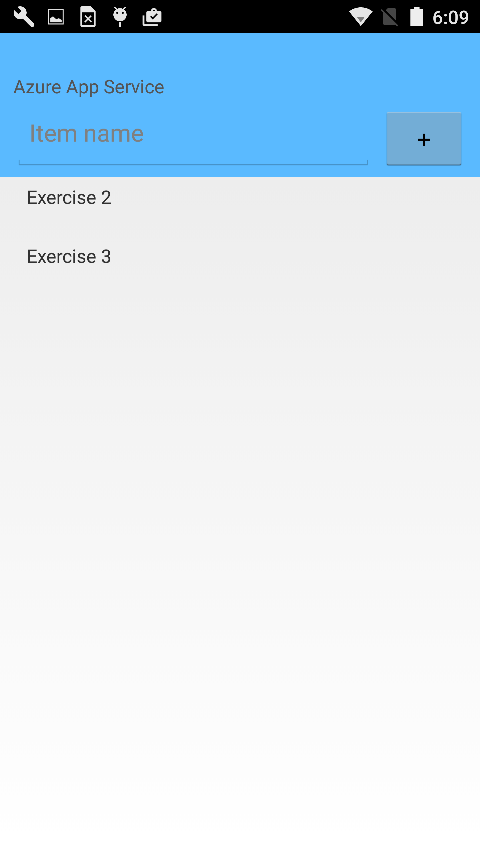 6:09
Azure App Service
Item name
+
Exercise 2
Exercise 3